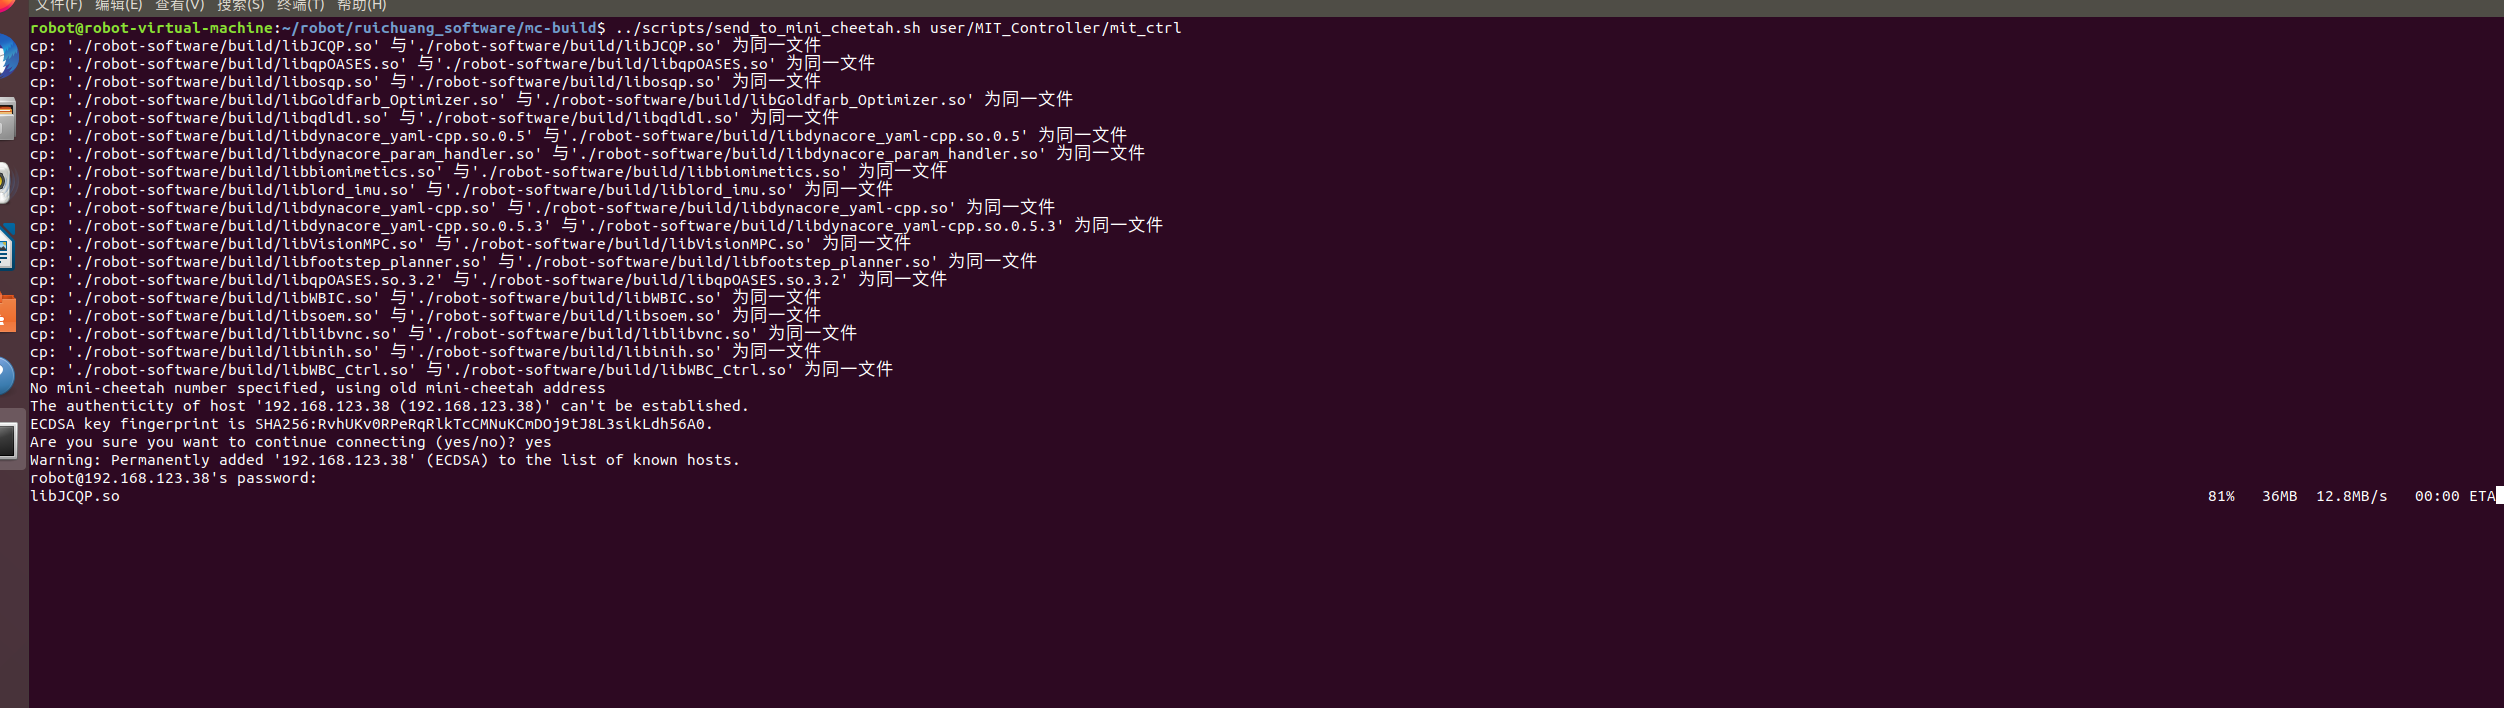 文件(F) 编辑(E) 查看(V) 搜索(S) 终端(T) 帮助(H)
robot@robot-virtual-machine:~/robot/ruichuang_software/mc-build$ ../scripts/send_to_mini_cheetah.sh user/MIT_Controller/mit_ctrl
cp: './robot-software/build/libJCQP.so' 与'./robot-software/build/libJCQP.so' 为同一文件
cp: './robot-software/build/libqpOASES.so' 与'./robot-software/build/libqpOASES.so' 为同一文件
cp: './robot-software/build/libosqp.so' 与'./robot-software/build/libosqp.so' 为同一文件
cp: './robot-software/build/libGoldfarb_Optimizer.so' 与'./robot-software/build/libGoldfarb_Optimizer.so' 为同一文件
cp: './robot-software/build/libqdldl.so' 与'./robot-software/build/libqdldl.so' 为同一文件
cp: './robot-software/build/libdynacore_yaml-cpp.so.0.5' 与'./robot-software/build/libdynacore_yaml-cpp.so.0.5' 为同一文件
cp: './robot-software/build/libdynacore_param_handler.so' 与'./robot-software/build/libdynacore_param_handler.so' 为同一文件
cp: './robot-software/build/libbiomimetics.so' 与'./robot-software/build/libbiomimetics.so' 为同一文件
cp: './robot-software/build/liblord_imu.so' 与'./robot-software/build/liblord_imu.so' 为同一文件
cp: './robot-software/build/libdynacore_yaml-cpp.so' 与'./robot-software/build/libdynacore_yaml-cpp.so' 为同一文件
cp: './robot-software/build/libdynacore_yaml-cpp.so.0.5.3' 与'./robot-software/build/libdynacore_yaml-cpp.so.0.5.3' 为同一文件
cp: './robot-software/build/libVisionMPC.so' 与'./robot-software/build/libVisionMPC.so' 为同一文件
cp: './robot-software/build/libfootstep_planner.so' 与'./robot-software/build/libfootstep_planner.so' 为同一文件
cp: './robot-software/build/libqpOASES.so.3.2' 与'./robot-software/build/libqpOASES.so.3.2' 为同一文件
cp: './robot-software/build/libWBIC.so' 与'./robot-software/build/libWBIC.so' 为同一文件
cp: './robot-software/build/libsoem.so' 与'./robot-software/build/libsoem.so' 为同一文件
cp: './robot-software/build/liblibvnc.so' 与'./robot-software/build/liblibvnc.so' 为同一文件
cp: './robot-software/build/libinih.so' 与'./robot-software/build/libinih.so' 为同一文件
cp: './robot-software/build/libWBC_Ctrl.so' 与'./robot-software/build/libWBC_Ctrl.so' 为同一文件
No mini-cheetah number specified, using old mini-cheetah address
The authenticity of host '192.168.123.38 (192.168.123.38)' can't be established.
ECDSA key fingerprint is SHA256:RvhUKv0RPeRqRlkTcCMNuKCmDOj9tJ8L3sikLdh56A0.
Are you sure you want to continue connecting (yes/no)? yes
Warning: Permanently added '192.168.123.38' (ECDSA) to the list of known hosts.
robot@192.168.123.38's password:
libJCQP.so 81% 36MB 12.8MB/s 00:00 ETA